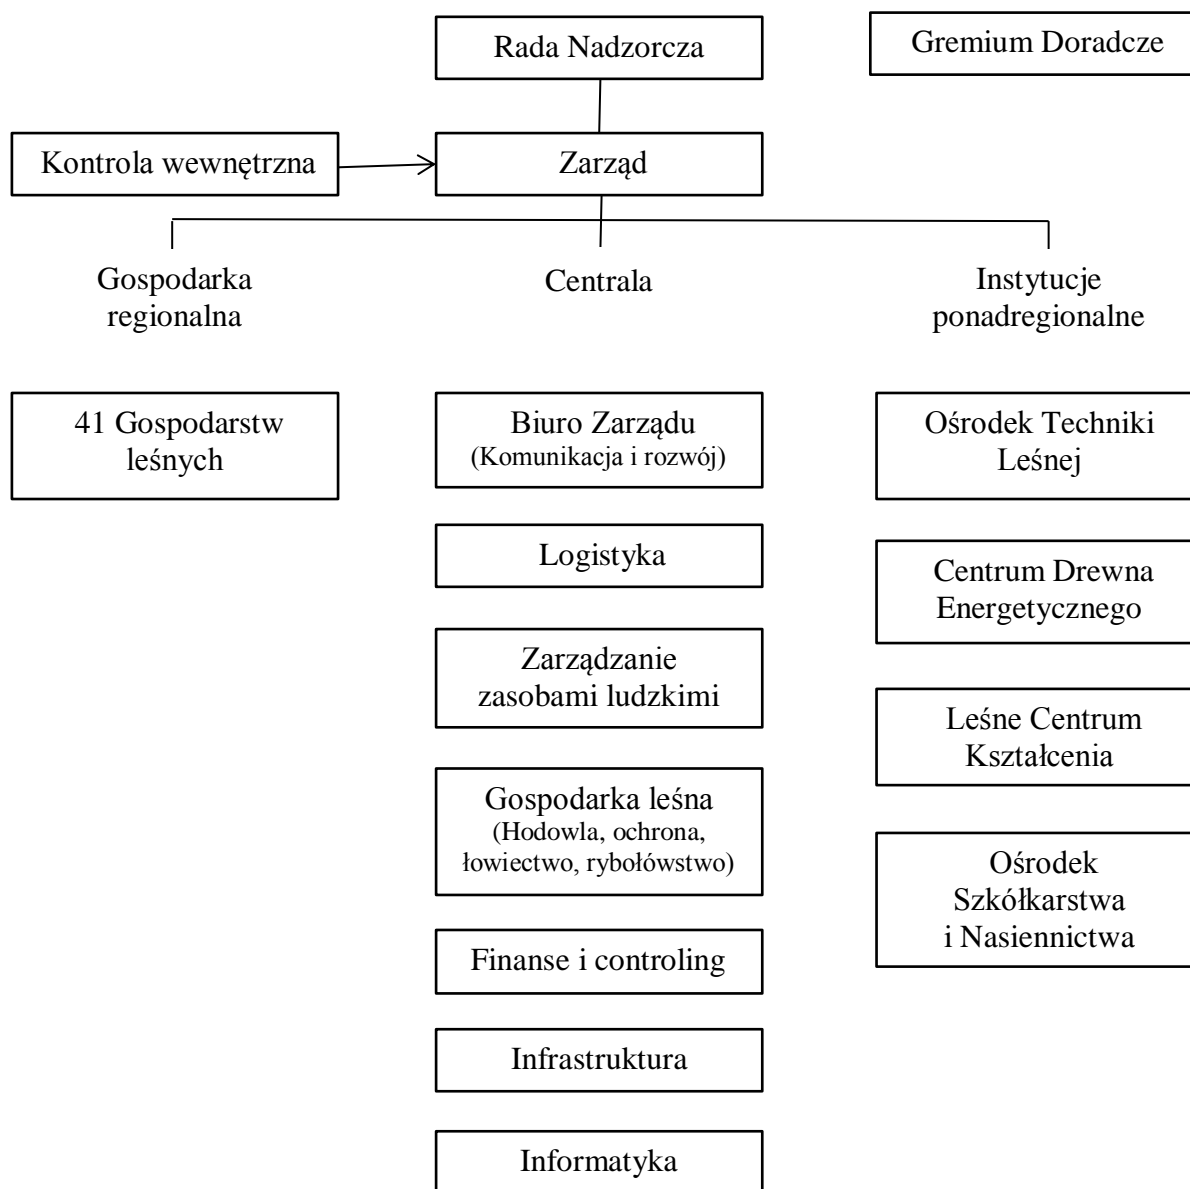 Rada Nadzorcza
Gremium Doradcze
Kontrola wewnętrzna
Zarząd
Gospodarka
regionalna
Centrala
Instytucje
ponadregionalne
41 Gospodarstw
leśnych
Biuro Zarządu
(Komunikacja i rozwój)
Logistyka
Zarządzanie
zasobami ludzkimi
Gospodarka leśna
(Hodowla, ochrona,
łowiectwo, rybołówstwo)
Finanse i controling
Infrastruktura
Informatyka
Ośrodek Techniki
Leśnej
Centrum Drewna
Energetycznego
Leśne Centrum
Kształcenia
Ośrodek
Szkółkarstwa
i Nasiennictwa